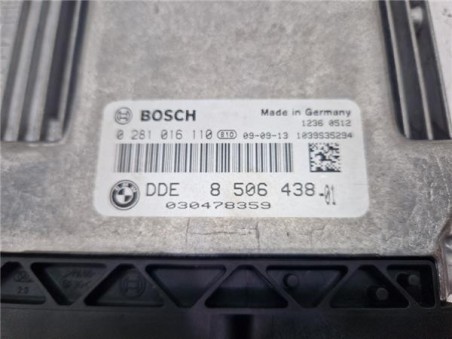 BOSCH
Made in Germany
1236 0512
0 281 016 110 E10 09-09-13 1039S35294
DDE 8 506 438-01
030478359